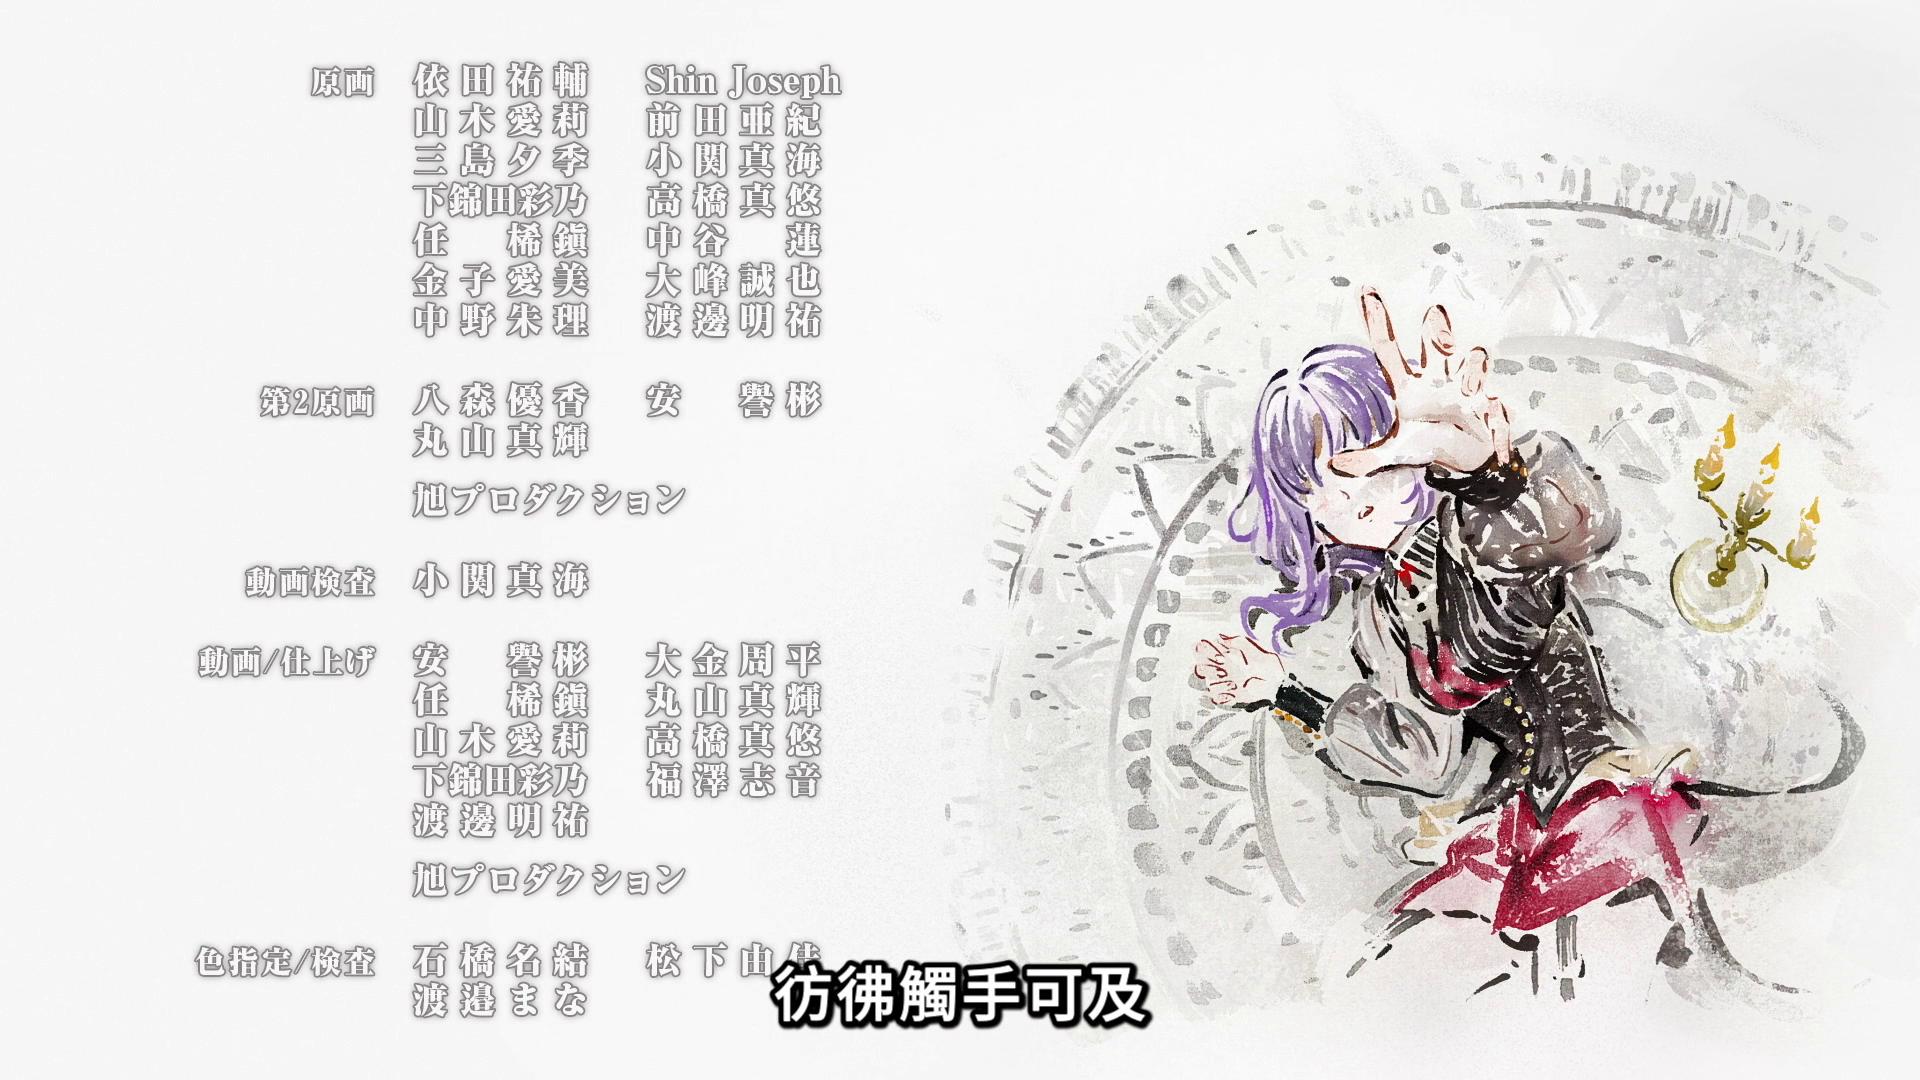 原画 依田祐輔 Shin Joseph
山木愛莉 前田亜紀
三島夕季 小関真海
下錦田彩乃 高橋真悠
任 桸鎭 中谷 蓮
金子愛美 大峰誠也
中野朱理 渡邊明祐
第2原画 八森優香 安 譽彬
丸山真輝
旭プロダクション
動画検査 小関真海
動画/仕上げ 安 譽彬 大金周平
任 桸鎭 丸山真輝
山木愛莉 高橋真悠
下錦田彩乃 福澤志音
渡邊明祐
旭プロダクション
色指定/検査 石橋名結 松下由佳
渡邉まな
彷彿觸手可及